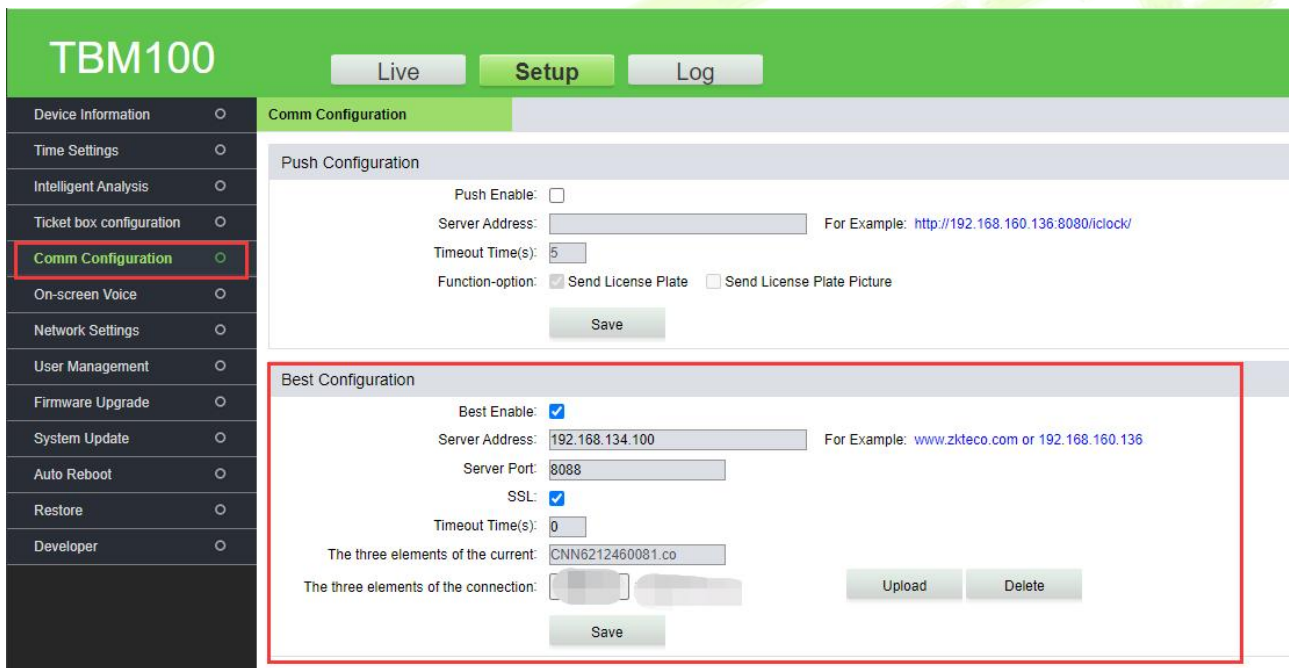 TBM100
Live Setup Log
Device Information
Time Settings
Intelligent Analysis
Ticket box configuration
Comm Configuration
On-screen Voice
Network Settings
User Management
Firmware Upgrade
System Update
Auto Reboot
Restore
Developer
Comm Configuration
Push Configuration
Push Enable:
Server Address: For Example: http://192.168.160.136:8080/iclock/
Timeout Time(s): 5
Function-option: Send License Plate Send License Plate Picture
Save
Best Configuration
Best Enable:
Server Address: 192.168.134.100 For Example: www.zkteco.com or 192.168.160.136
Server Port: 8088
SSL:
Timeout Time(s): 0
The three elements of the current: CNN6212460081.co
The three elements of the connection: Upload Delete
Save